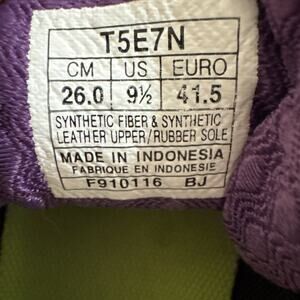 T5E7N
CM US EURO
26.0 9½ 41.5
SYNTHETIC FIBER & SYNTHETIC
LEATHER UPPER/RUBBER SOLE
MADE IN INDONESIA
FABRIQUE EN INDONESIE
F910116 BJ